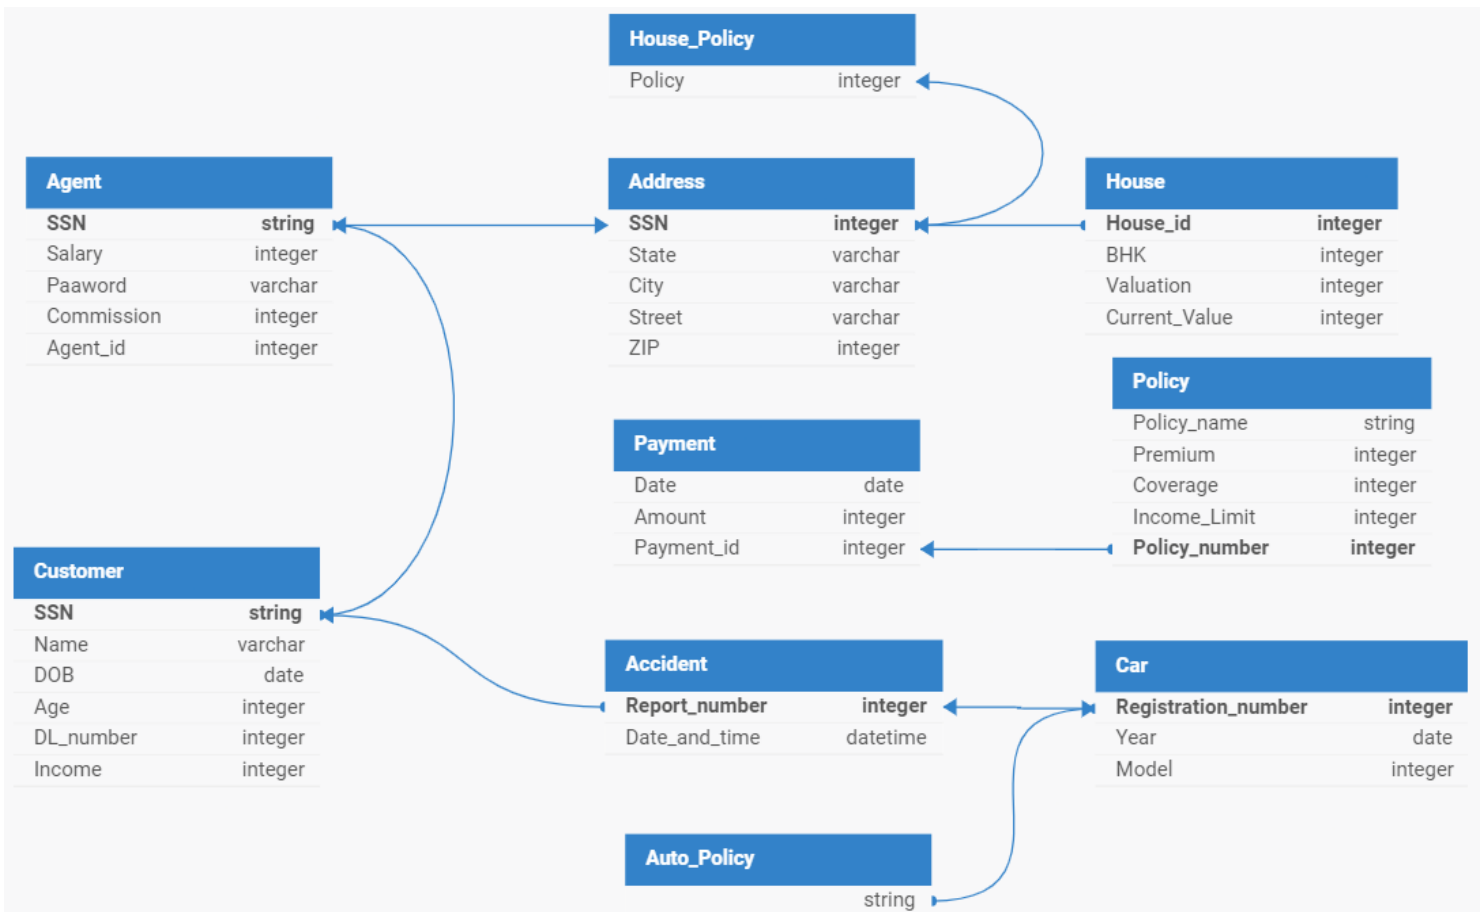 House_Policy
Policy integer
Agent
SSN string
Salary integer
Paaword varchar
Commission integer
Agent_id integer
Address
SSN integer
State varchar
City varchar
Street varchar
ZIP integer
House
House_id integer
BHK integer
Valuation integer
Current_Value integer
Policy
Policy_name string
Premium integer
Coverage integer
Income_Limit integer
Policy_number integer
Payment
Date date
Amount integer
Payment_id integer
Customer
SSN string
Name varchar
DOB date
Age integer
DL_number integer
Income integer
Accident
Report_number integer
Date_and_time datetime
Car
Registration_number integer
Year date
Model integer
Auto_Policy
string